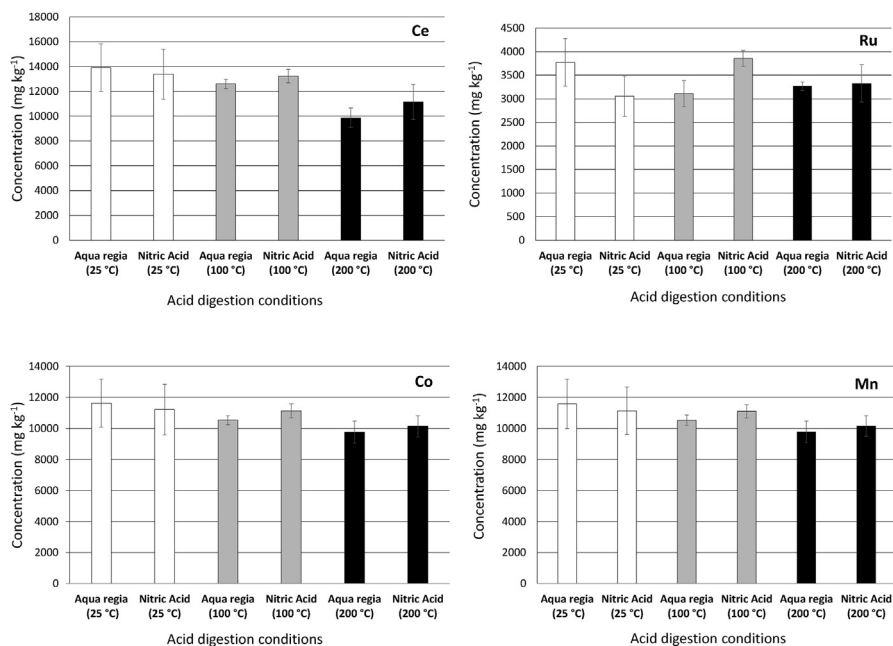 Ce
Concentration (mg kg⁻¹)
18000
16000
14000
12000
10000
8000
6000
4000
2000
0
Aqua regia Nitric Acid Aqua regia Nitric Acid Aqua regia Nitric Acid
(25 °C) (25 °C) (100 °C) (100 °C) (200 °C) (200 °C)
Acid digestion conditions
Ru
Concentration (mg kg⁻¹)
4500
4000
3500
3000
2500
2000
1500
1000
500
0
Aqua regia Nitric Acid Aqua regia Nitric Acid Aqua regia Nitric Acid
(25 °C) (25 °C) (100 °C) (100 °C) (200 °C) (200 °C)
Acid digestion conditions
Co
Concentration (mg kg⁻¹)
14000
12000
10000
8000
6000
4000
2000
0
Aqua regia Nitric Acid Aqua regia Nitric Acid Aqua regia Nitric Acid
(25 °C) (25 °C) (100 °C) (100 °C) (200 °C) (200 °C)
Acid digestion conditions
Mn
Concentration (mg kg⁻¹)
14000
12000
10000
8000
6000
4000
2000
0
Aqua regia Nitric Acid Aqua regia Nitric Acid Aqua regia Nitric Acid
(25 °C) (25 °C) (100 °C) (100 °C) (200 °C) (200 °C)
Acid digestion conditions